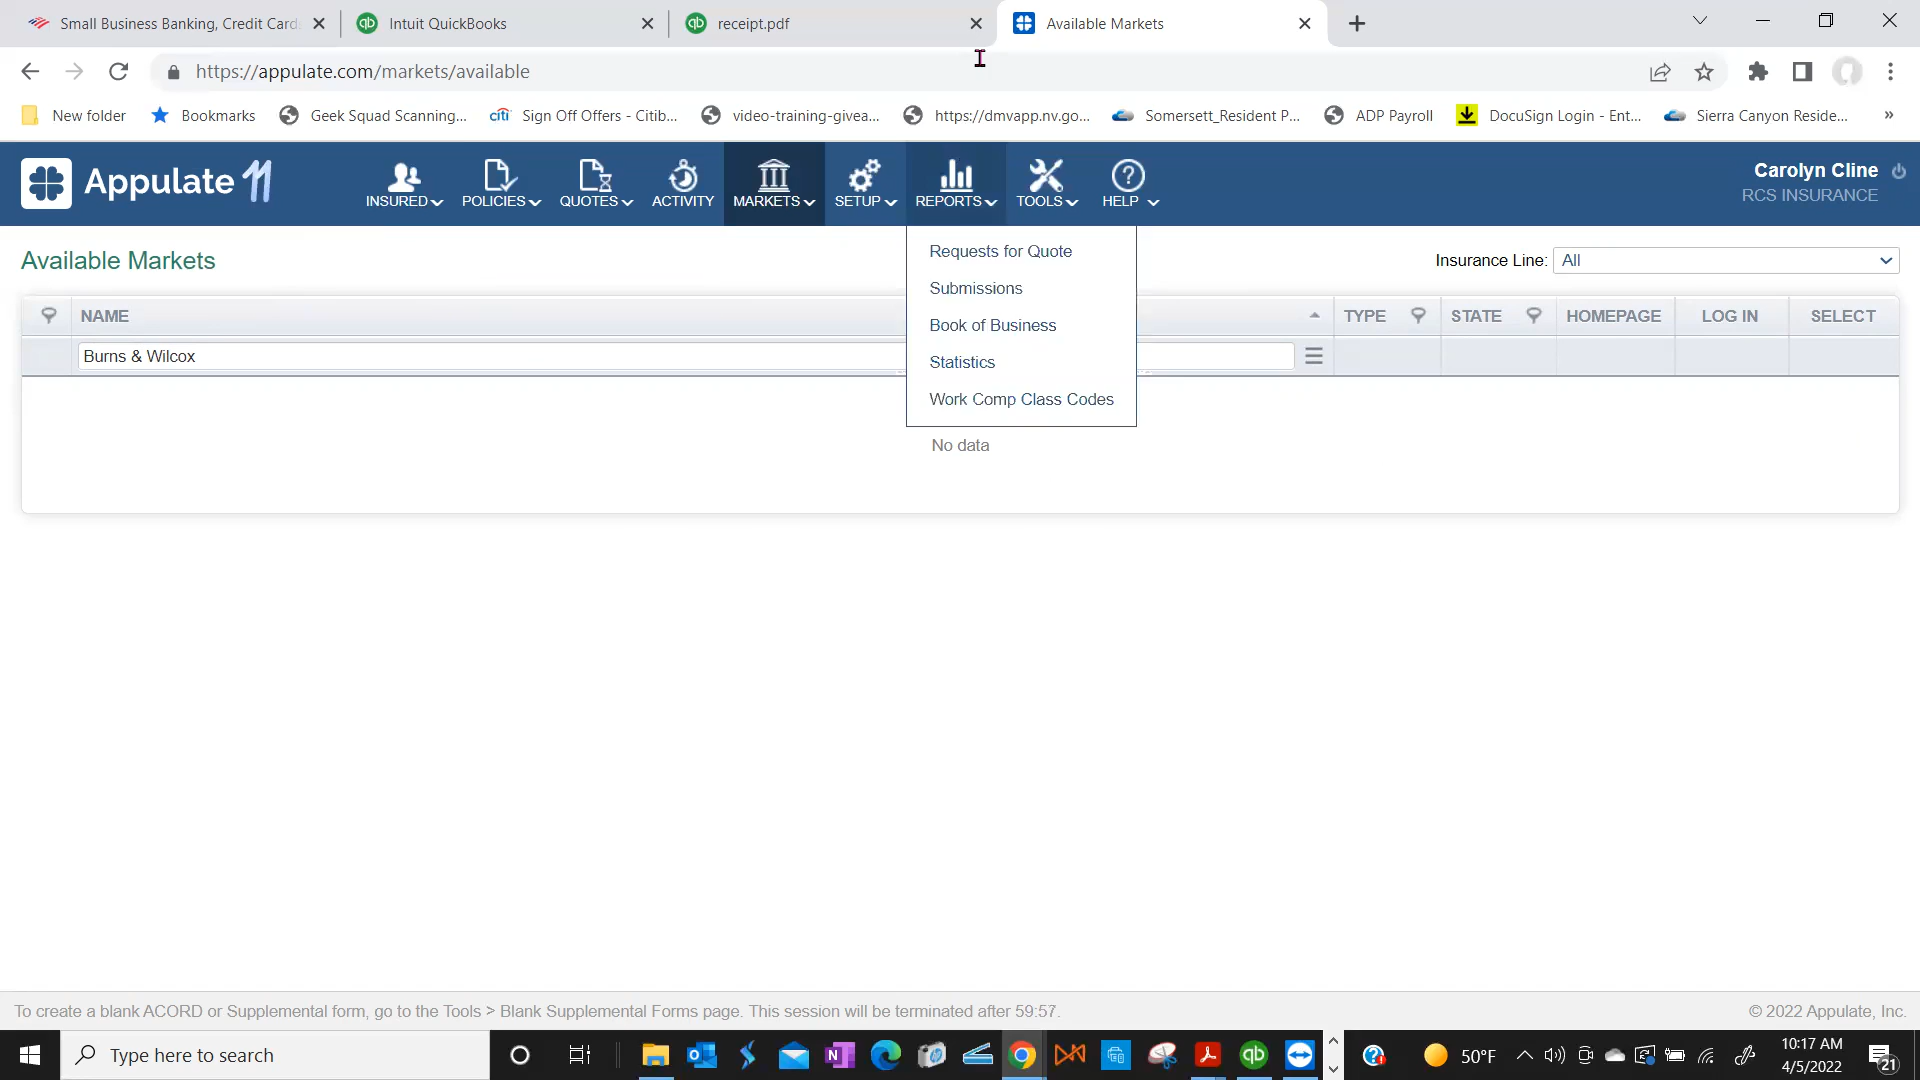 Small Business Banking, Credit Card
Intuit QuickBooks
receipt.pdf
Available Markets
https://appulate.com/markets/available
New folder
Bookmarks
Geek Squad Scanning...
citi Sign Off Offers - Citib...
video-training-givea...
https://dmvapp.nv.go...
Somersett_Resident P...
ADP Payroll
DocuSign Login - Ent...
Sierra Canyon Reside...
»
Appulate 11
INSURED
POLICIES
QUOTES
ACTIVITY
MARKETS
SETUP
REPORTS
TOOLS
HELP
Carolyn Cline
RCS INSURANCE
Requests for Quote
Submissions
Book of Business
Statistics
Work Comp Class Codes
Available Markets
Insurance Line: All
NAME
TYPE
STATE
HOMEPAGE
LOG IN
SELECT
Burns & Wilcox
No data
To create a blank ACORD or Supplemental form, go to the Tools > Blank Supplemental Forms page. This session will be terminated after 59:57.
© 2022 Appulate, Inc.
Type here to search
50°F
10:17 AM
4/5/2022
21